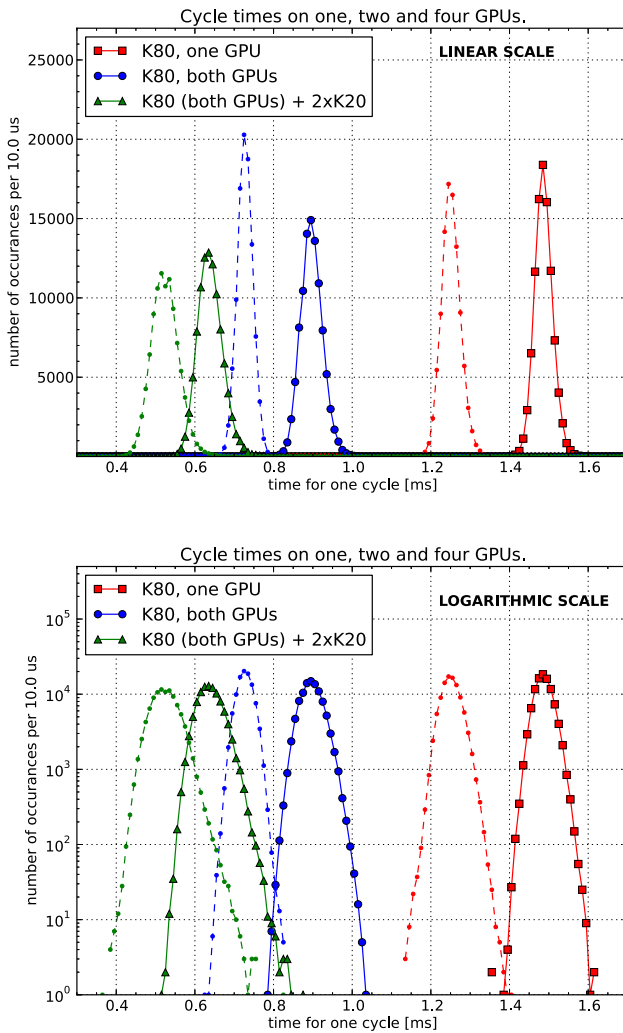 Cycle times on one, two and four GPUs.
K80, one GPU
K80, both GPUs
K80 (both GPUs) + 2xK20
LINEAR SCALE
number of occurances per 10.0 us
25000
20000
15000
10000
5000
0.4 0.6 0.8 1.0 1.2 1.4 1.6
time for one cycle [ms]
Cycle times on one, two and four GPUs.
K80, one GPU
K80, both GPUs
K80 (both GPUs) + 2xK20
LOGARITHMIC SCALE
number of occurances per 10.0 us
10^5
10^4
10^3
10^2
10^1
10^0
0.4 0.6 0.8 1.0 1.2 1.4 1.6
time for one cycle [ms]